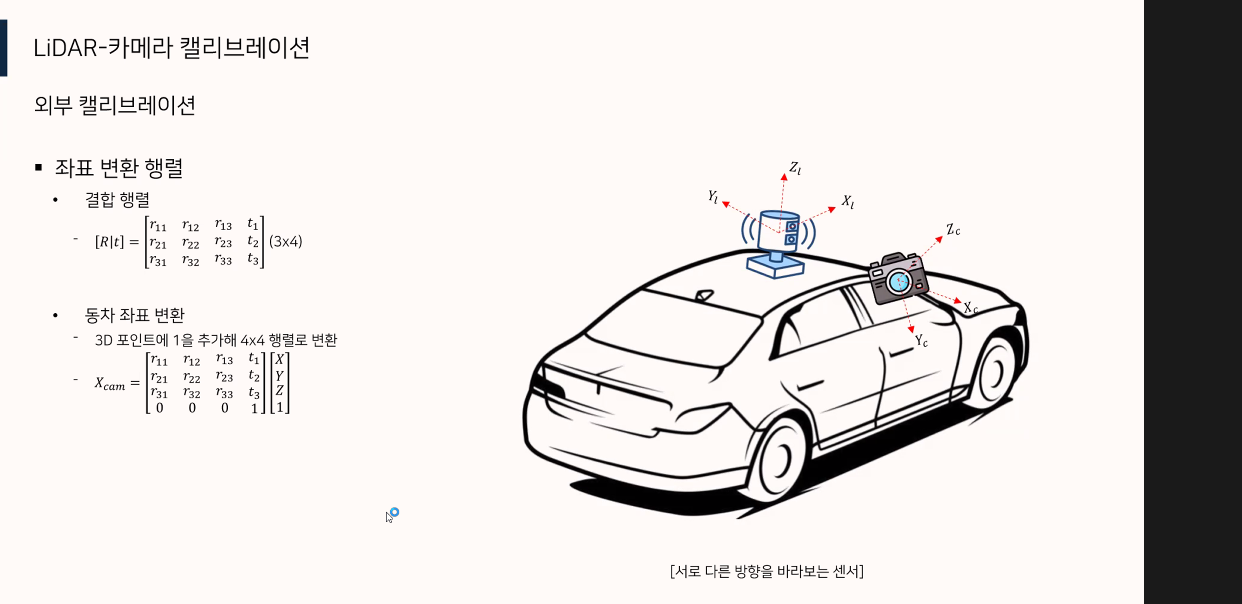 LiDAR-카메라 캘리브레이션
외부 캘리브레이션
▪ 좌표 변환 행렬
• 결합 행렬
- [R|t] = [r11 r12 r13 t1
r21 r22 r23 t2
r31 r32 r33 t3] (3x4)
• 동차 좌표 변환
- 3D 포인트에 1을 추가해 4x4 행렬로 변환
- Xcam = [r11 r12 r13 t1
r21 r22 r23 t2
r31 r32 r33 t3
0 0 0 1] [X
Y
Z
1]
Zl
Yl
Xl
Zc
Xc
Yc
[서로 다른 방향을 바라보는 센서]